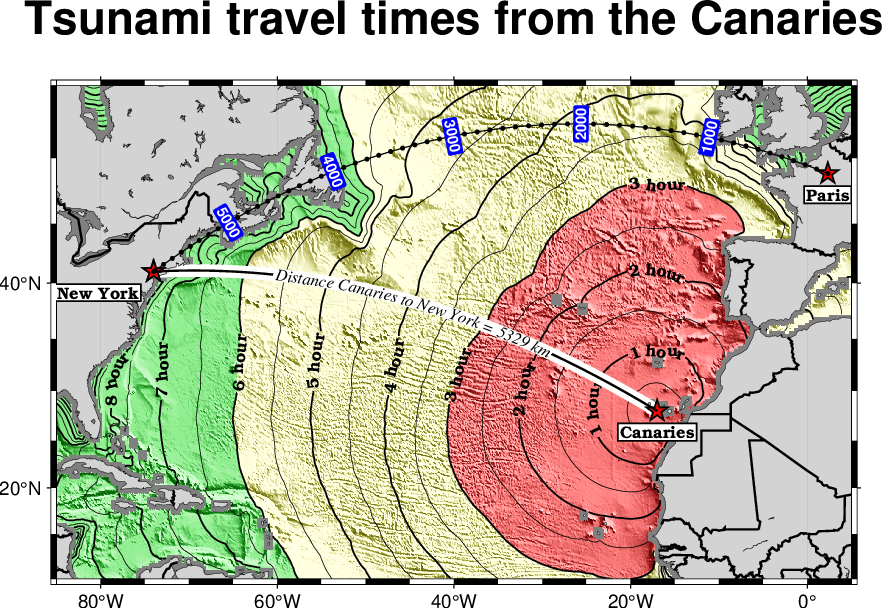 Tsunami travel times from the Canaries
1000
2000
3000
4000
5000
Paris
3 hour
2 hour
40°N
New York
Distance Canaries to New York = 5329 km
1 hour
8 hour
7 hour
6 hour
5 hour
4 hour
3 hour
2 hour
1 hour
Canaries
20°N
80°W
60°W
40°W
20°W
0°